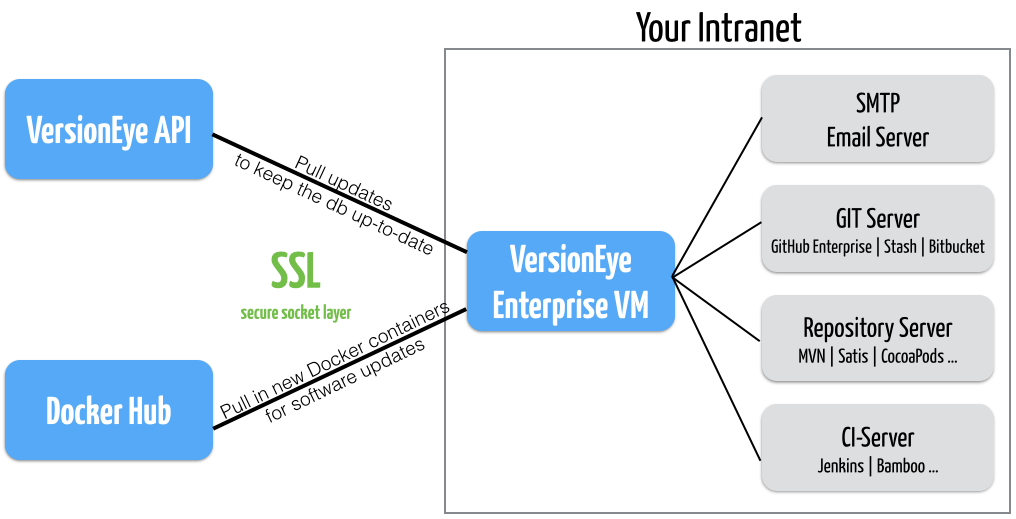 Your Intranet
VersionEye API
Pull updates
to keep the db up-to-date
SSL
secure socket layer
Pull in new Docker containers
for software updates
Docker Hub
VersionEye
Enterprise VM
SMTP
Email Server
GIT Server
GitHub Enterprise | Stash | Bitbucket
Repository Server
MVN | Satis | CocoaPods ...
CI-Server
Jenkins | Bamboo ...